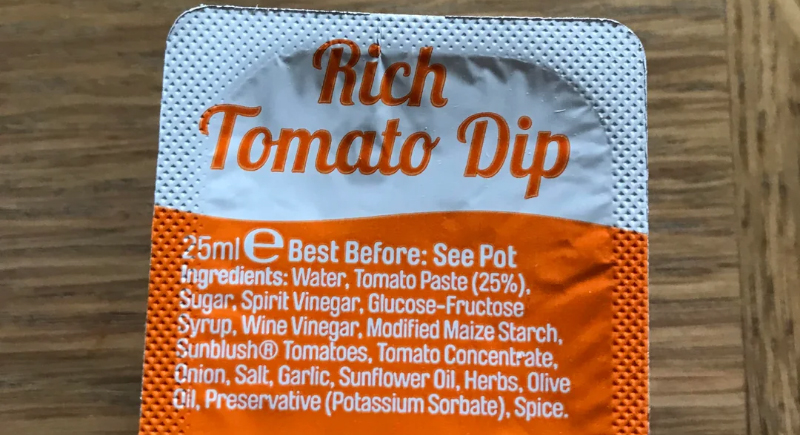 Rich
Tomato Dip
25ml e Best Before: See Pot
Ingredients: Water, Tomato Paste (25%),
Sugar, Spirit Vinegar, Glucose-Fructose
Syrup, Wine Vinegar, Modified Maize Starch,
Sunblush® Tomatoes, Tomato Concentrate,
Onion, Salt, Garlic, Sunflower Oil, Herbs, Olive
Oil, Preservative (Potassium Sorbate), Spice.